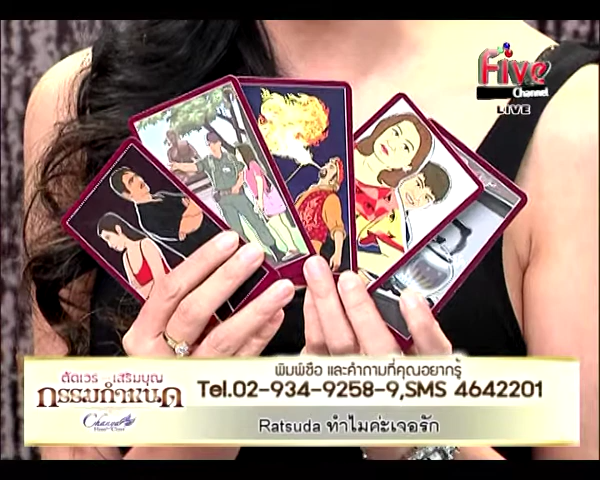 Five
Channel
LIVE
ตัดเวร เสริมบุญ
กรรมกำหนด
Chanya
พิมพ์ชื่อ และคำถามที่คุณอยากรู้
Tel.02-934-9258-9,SMS 4642201
Ratsuda ทำไมค่ะเจอรัก